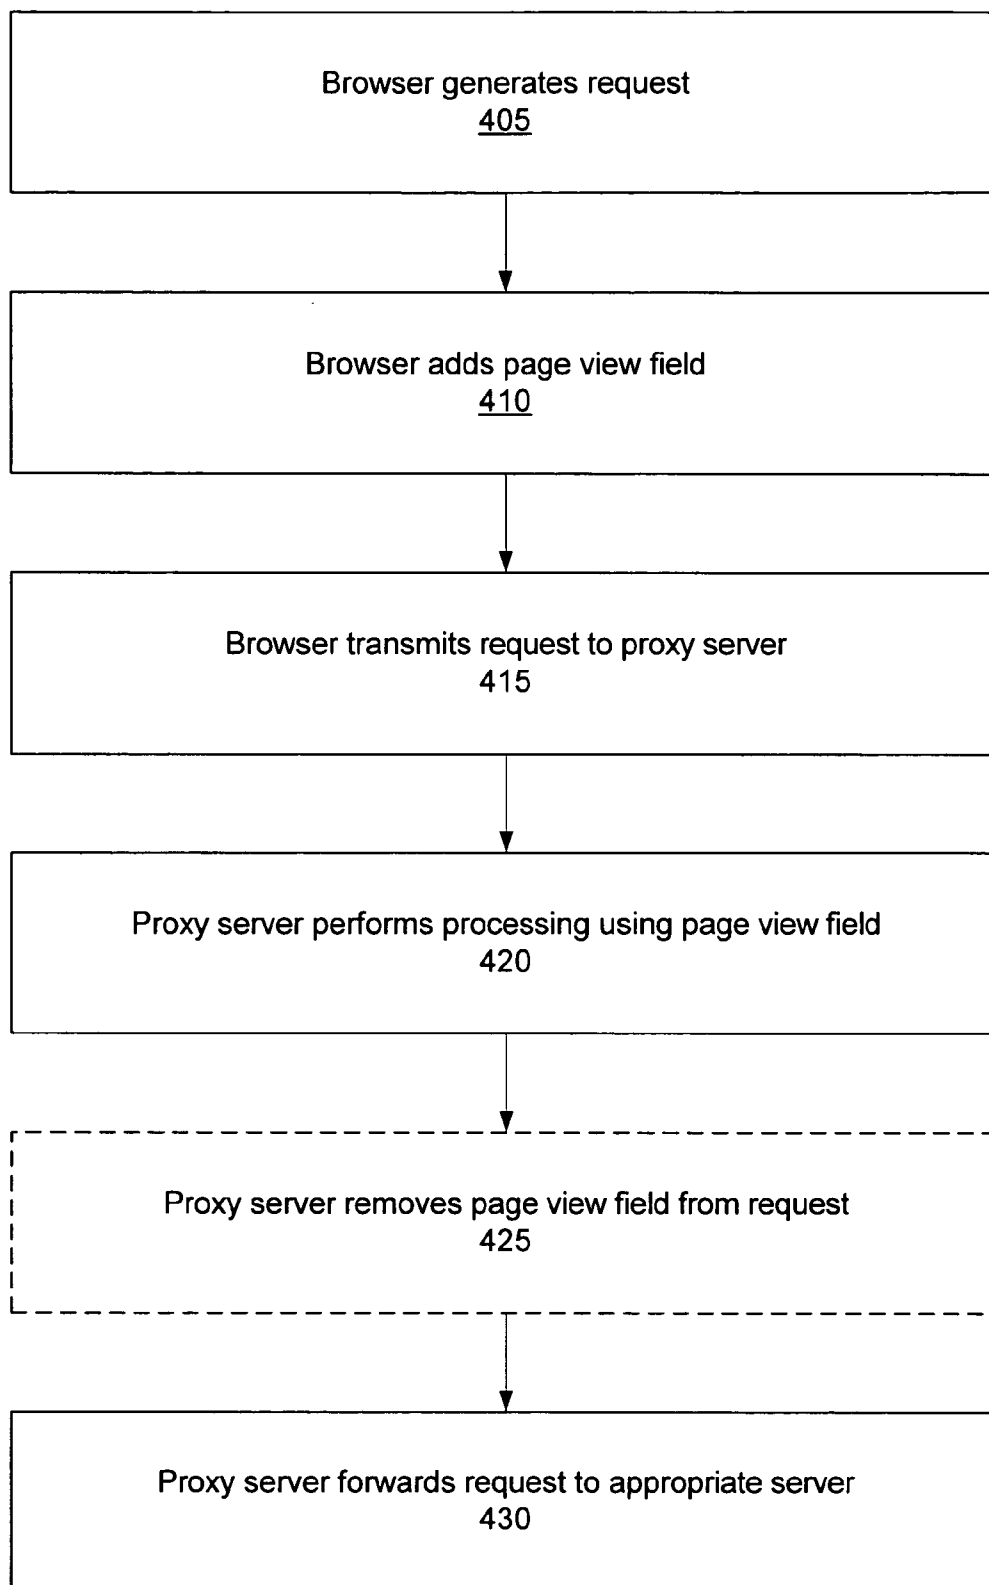 Browser generates request
405
Browser adds page view field
410
Browser transmits request to proxy server
415
Proxy server performs processing using page view field
420
Proxy server removes page view field from request
425
Proxy server forwards request to appropriate server
430